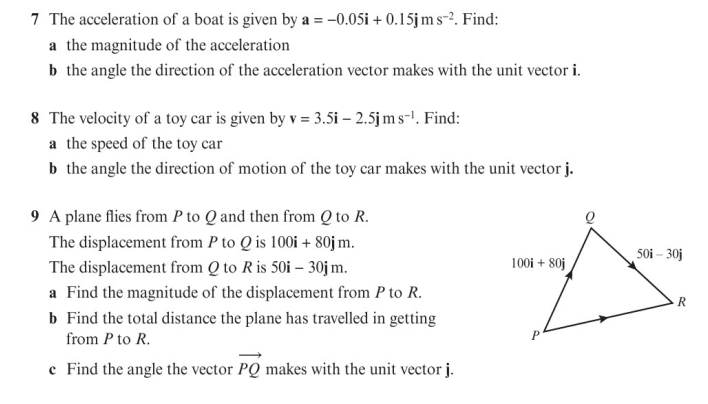 7 The acceleration of a boat is given by a = −0.05i + 0.15j m s⁻². Find:
a the magnitude of the acceleration
b the angle the direction of the acceleration vector makes with the unit vector i.
8 The velocity of a toy car is given by v = 3.5i − 2.5j m s⁻¹. Find:
a the speed of the toy car
b the angle the direction of motion of the toy car makes with the unit vector j.
9 A plane flies from P to Q and then from Q to R.
The displacement from P to Q is 100i + 80j m.
The displacement from Q to R is 50i − 30j m.
a Find the magnitude of the displacement from P to R.
b Find the total distance the plane has travelled in getting
from P to R.
c Find the angle the vector P⃗Q⃗ makes with the unit vector j.
Q
100i + 80j
50i − 30j
R
P